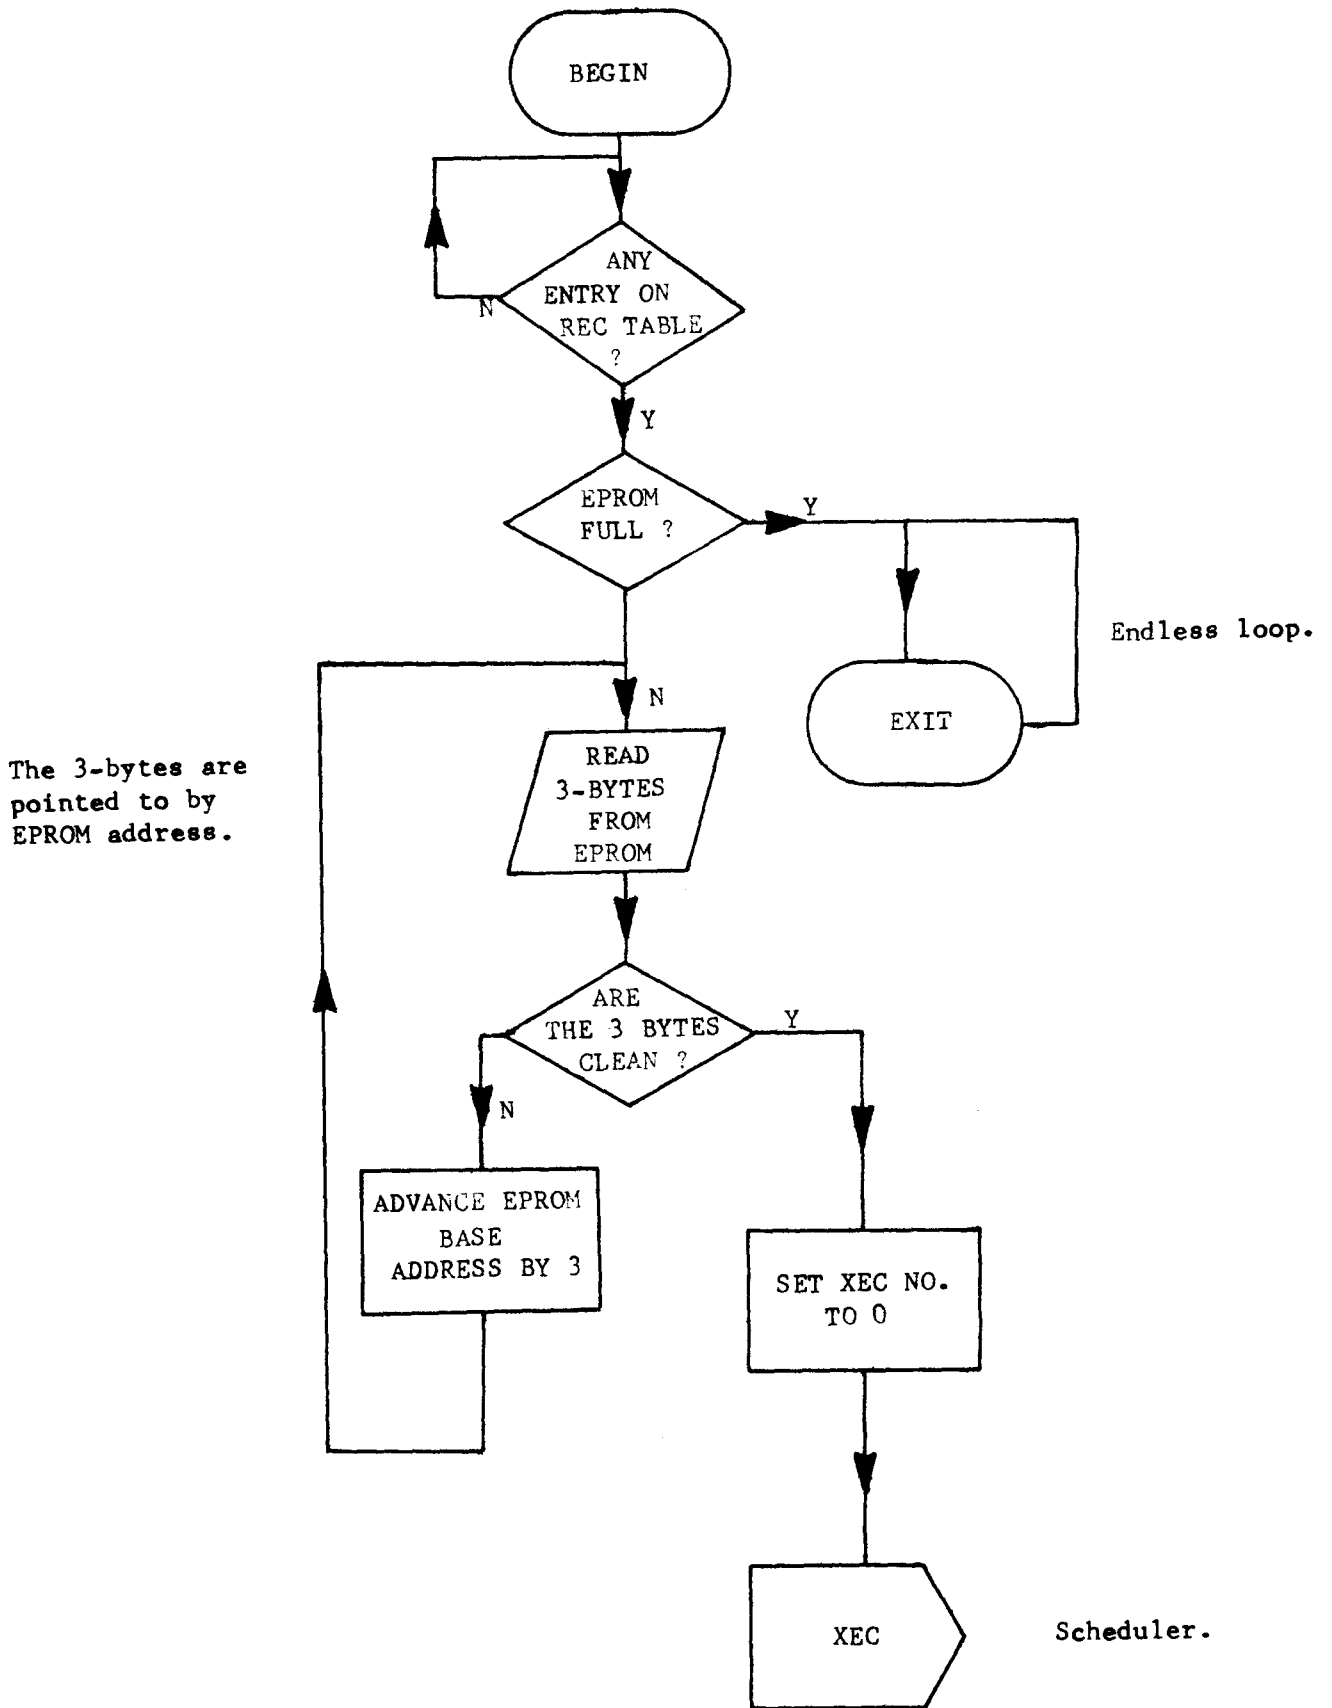 BEGIN
ANY
ENTRY ON
REC TABLE
?
N
Y
EPROM
FULL ?
Y
Endless loop.
N
EXIT
READ
3-BYTES
FROM
EPROM
The 3-bytes are
pointed to by
EPROM address.
ARE
THE 3 BYTES
CLEAN ?
Y
N
ADVANCE EPROM
BASE
ADDRESS BY 3
SET XEC NO.
TO 0
XEC
Scheduler.